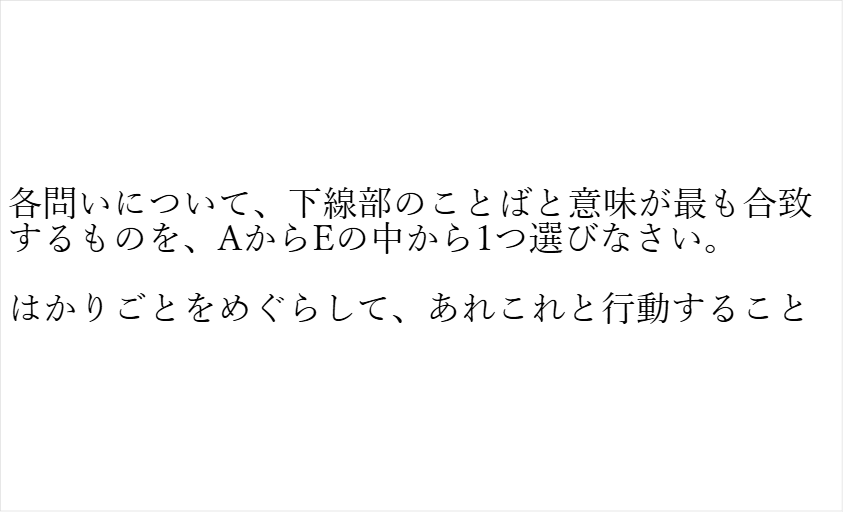 各問いについて、下線部のことばと意味が最も合致
するものを、AからEの中から1つ選びなさい。
はかりごとをめぐらして、あれこれと行動すること